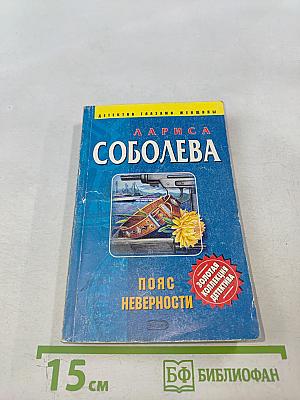 ДЕТЕКТИВ ГЛАЗАМИ ЖЕНЩИНЫ
ЛАРИСА
СОБОЛЕВА
ПОЯС
НЕВЕРНОСТИ
ЗОЛОТАЯ
КОЛЛЕКЦИЯ
ДЕТЕКТИВА
15 см
БФ БИБЛИОФАН